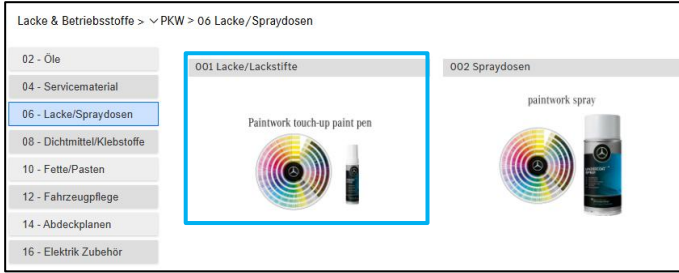 Lacke & Betriebsstoffe > PKW > 06 Lacke/Spraydosen
02 - Öle
04 - Servicematerial
06 - Lacke/Spraydosen
08 - Dichtmittel/Klebstoffe
10 - Fette/Pasten
12 - Fahrzeugpflege
14 - Abdeckplanen
16 - Elektrik Zubehör
001 Lacke/Lackstifte
Paintwork touch-up paint pen
002 Spraydosen
paintwork spray